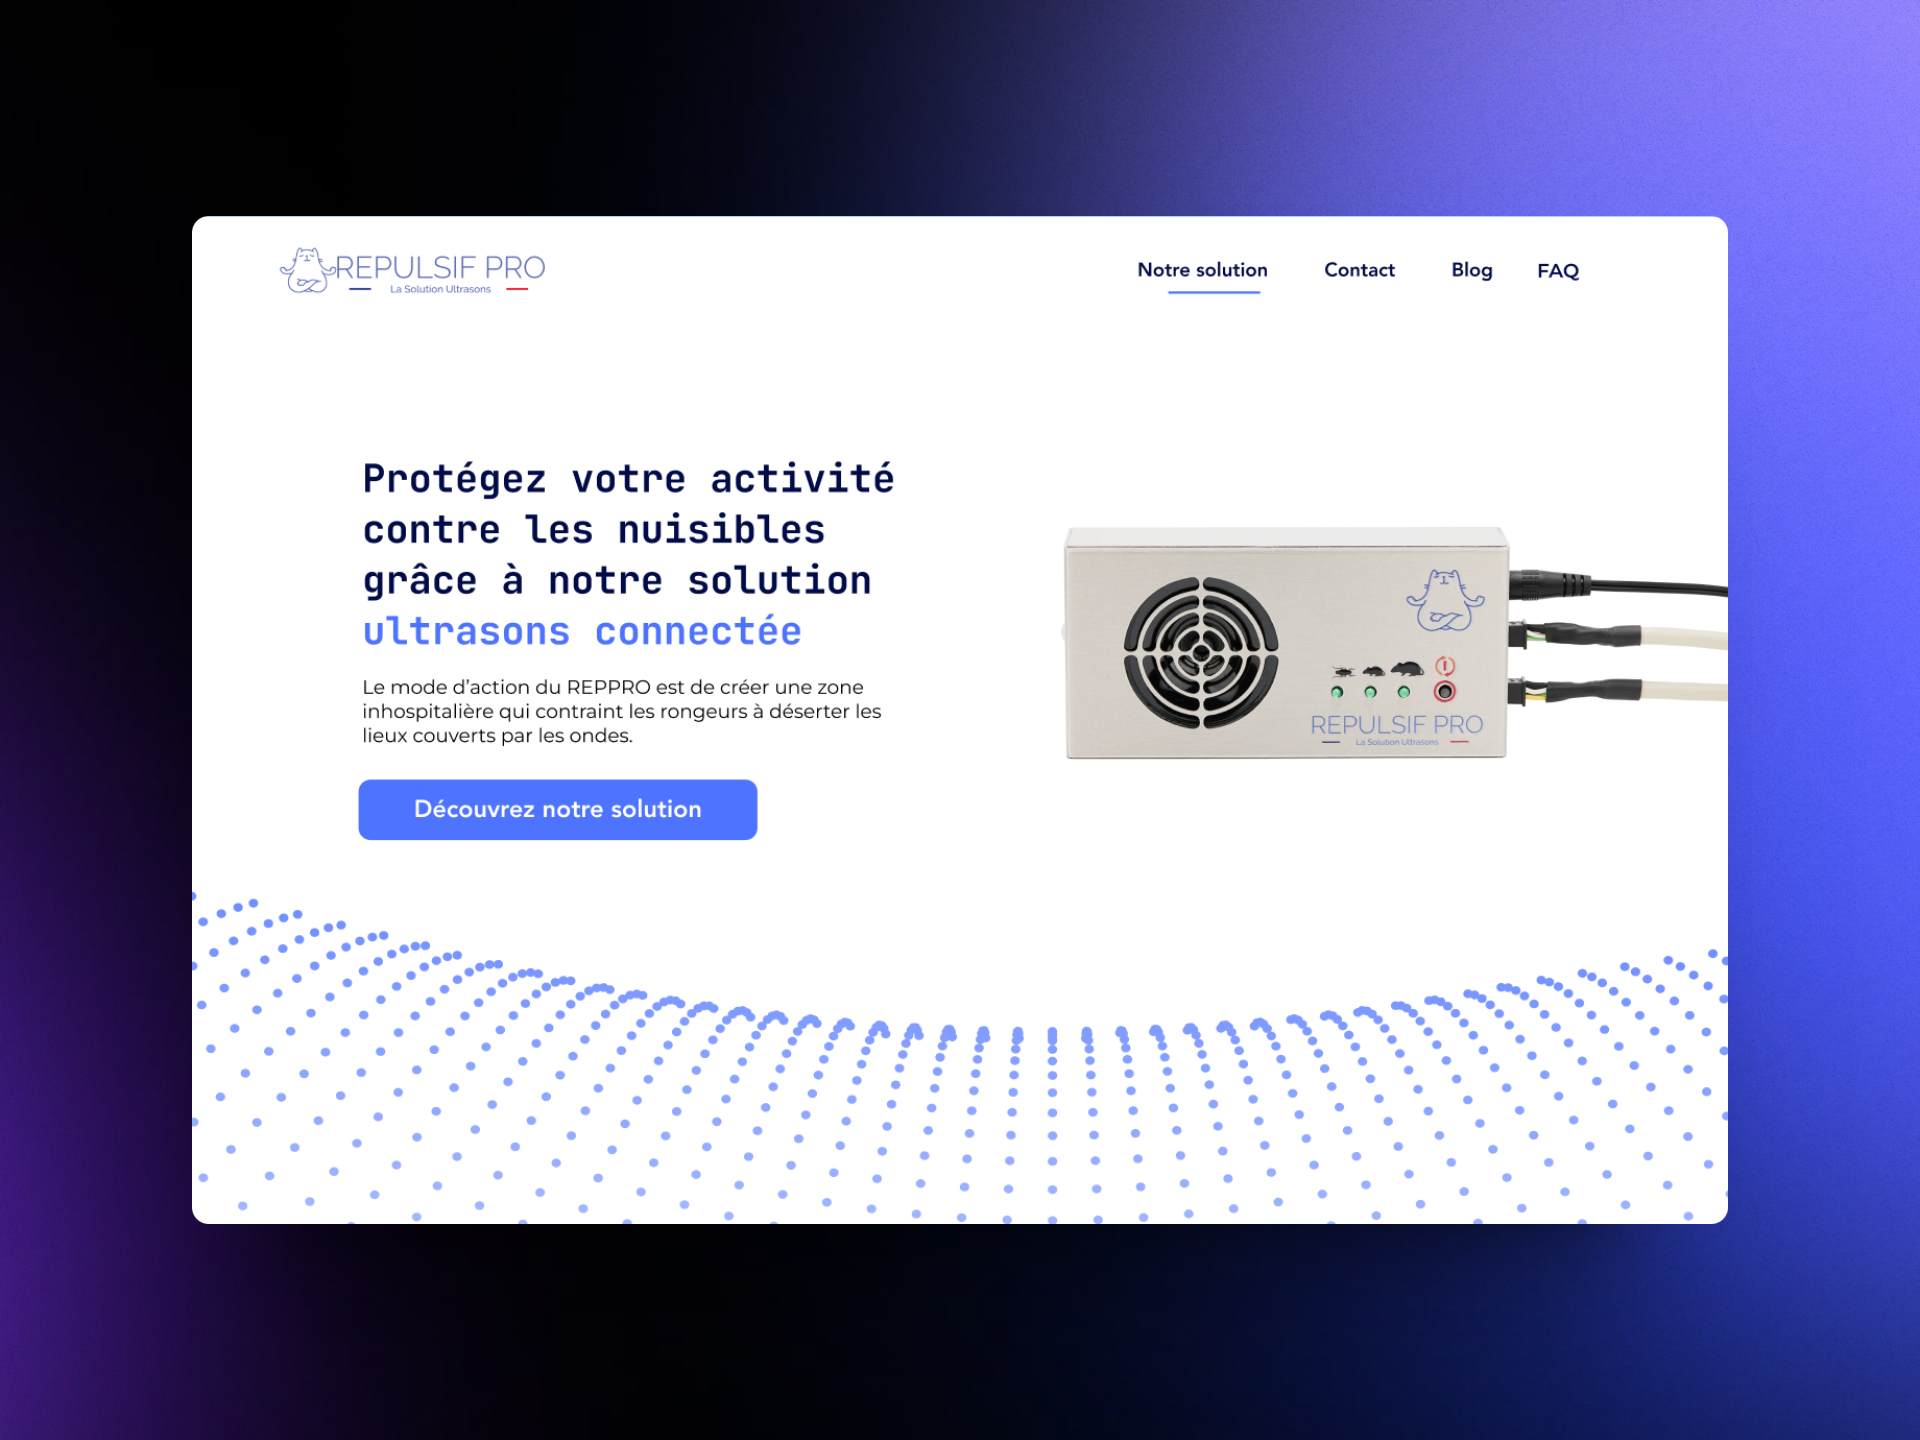 REPULSIF PRO
La Solution Ultrasons
Notre solution
Contact
Blog
FAQ
Protégez votre activité
contre les nuisibles
grâce à notre solution
ultrasons connectée
Le mode d’action du REPPRO est de créer une zone
inhospitalière qui contraint les rongeurs à déserter les
lieux couverts par les ondes.
Découvrez notre solution
REPULSIF PRO
La Solution Ultrasons